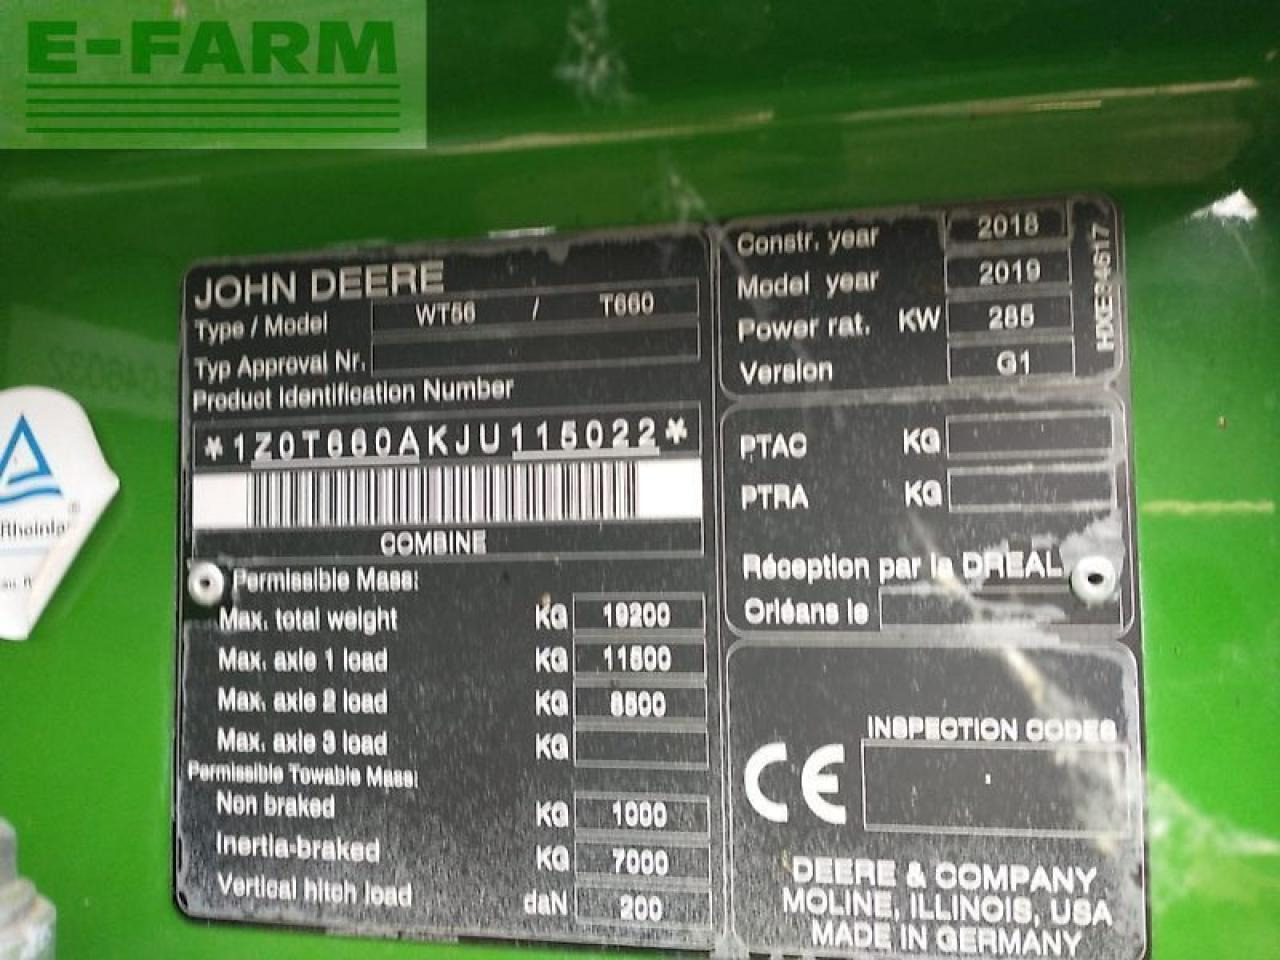 E-FARM
JOHN DEERE
Type / Model WT56 / T660
Typ Approval Nr.
Product Identification Number
*1Z0T660AKJU115022*
COMBINE
Permissible Mass:
Max. total weight KG 19200
Max. axle 1 load KG 11500
Max. axle 2 load KG 8500
Max. axle 3 load KG
Permissible Towable Mass:
Non braked KG 1000
Inertia-braked KG 7000
Vertical hitch load daN 200
Constr. year 2018
Model year 2019
Power rat. KW 285
Version G1
HXE34617
PTAC KG
PTRA KG
Réception par la DREAL
Orléans le
INSPECTION CODES
CE
DEERE & COMPANY
MOLINE, ILLINOIS, USA
MADE IN GERMANY